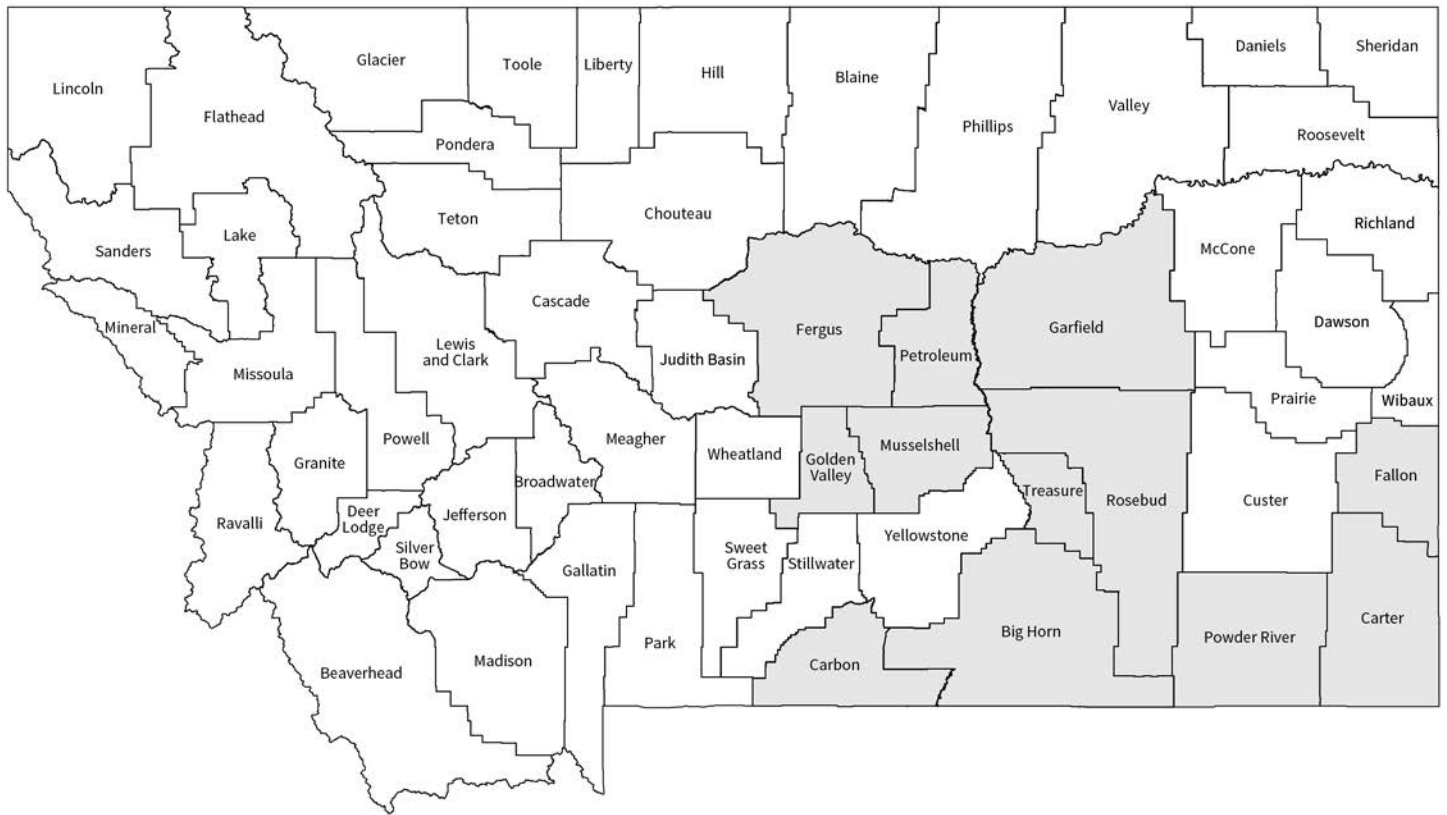 Glacier
Toole
Liberty
Hill
Blaine
Daniels
Sheridan
Lincoln
Flathead
Phillips
Valley
Pondera
Roosevelt
Teton
Chouteau
Sanders
Lake
McCone
Richland
Mineral
Cascade
Fergus
Garfield
Dawson
Missoula
Lewis
and Clark
Judith Basin
Petroleum
Prairie
Wibaux
Powell
Meagher
Wheatland
Golden
Valley
Musselshell
Granite
Broadwater
Treasure
Rosebud
Custer
Fallon
Ravalli
Deer
Lodge
Jefferson
Silver
Bow
Gallatin
Sweet
Grass
Stillwater
Yellowstone
Beaverhead
Madison
Park
Carbon
Big Horn
Powder River
Carter